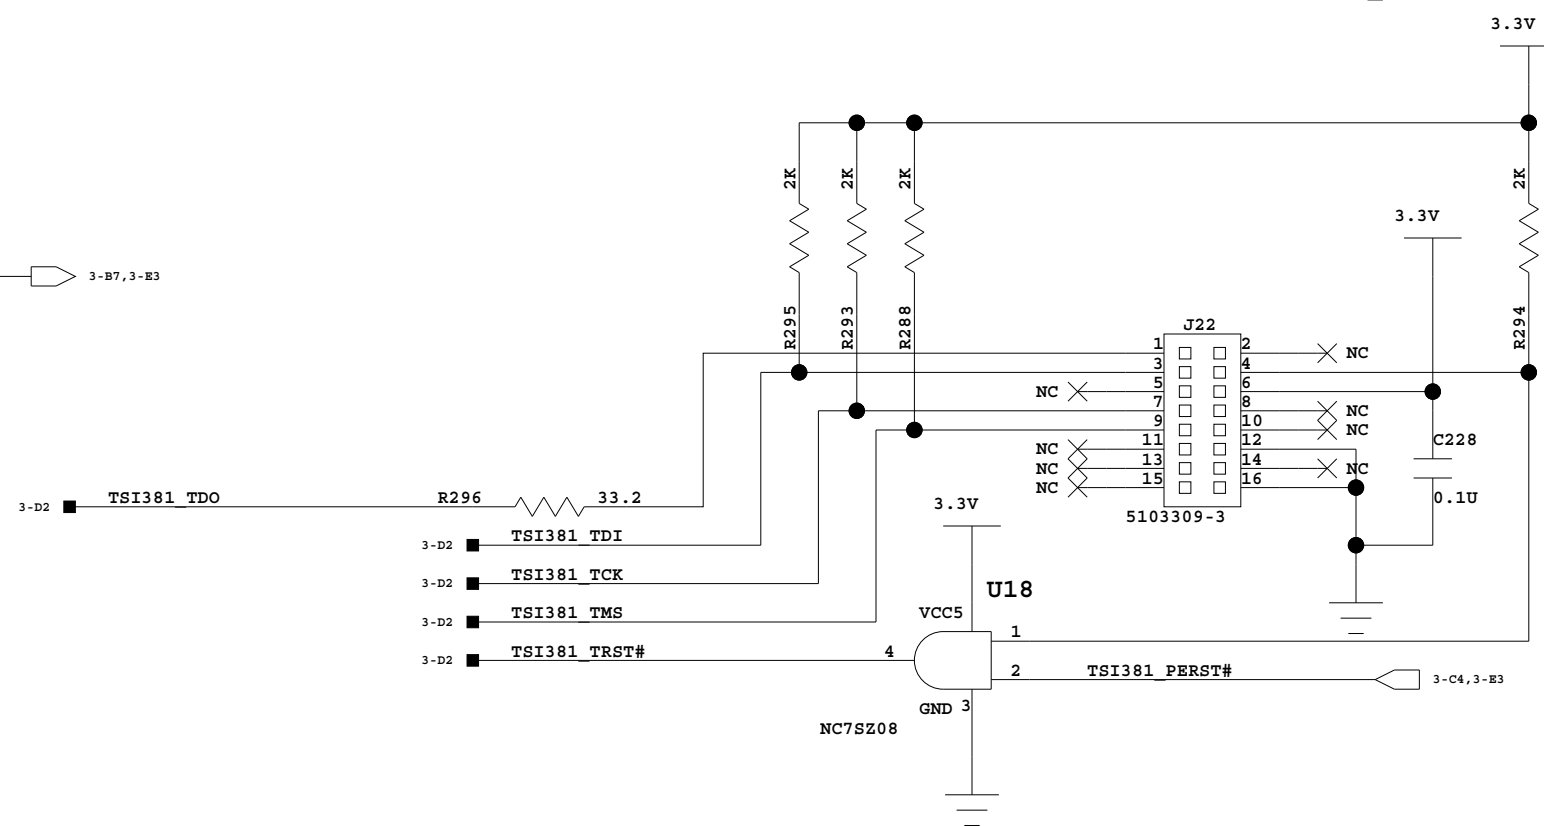 3.3V
2K
2K
2K
2K
3.3V
3-B7,3-E3
R295
R293
R288
R294
J22
1
2
NC
3
4
NC
5
6
7
8
NC
9
10
NC
NC
11
12
C228
NC
13
14
NC
NC
15
16
0.1U
5103309-3
3-D2
TSI381_TDO
R296
33.2
3.3V
3-D2
TSI381_TDI
3-D2
TSI381_TCK
U18
3-D2
TSI381_TMS
VCC5
1
3-D2
TSI381_TRST#
4
2
TSI381_PERST#
3-C4,3-E3
GND
3
NC7SZ08